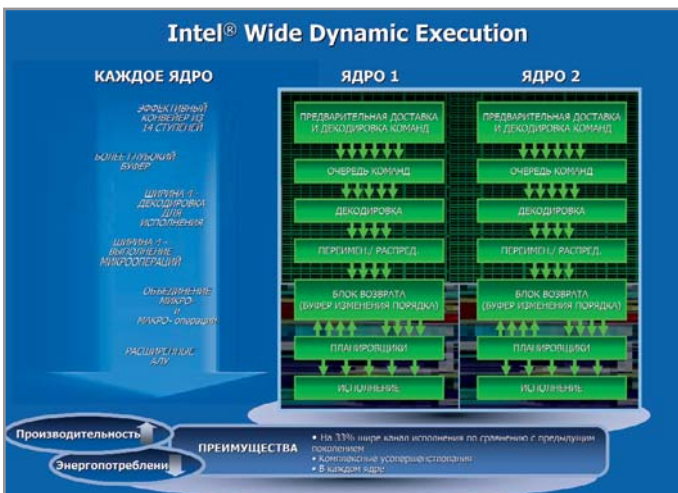 Intel® Wide Dynamic Execution
КАЖДОЕ ЯДРО
ЭФФЕКТИВНЫЙ
КОНВЕЙЕР ИЗ
14 СТУПЕНЕЙ
БОЛЕЕ ГЛУБОКИЙ
БУФЕР
ШИРИНА 4 -
ДЕКОДИРОВКА
ДЛЯ
ИСПОЛНЕНИЯ
ШИРИНА 4 -
ВЫПОЛНЕНИЕ
МИКРООПЕРАЦИЙ
ОБЪЕДИНЕНИЕ
МИКРО-
и
МАКРО- операций
РАСШИРЕННЫЕ
АЛУ
ЯДРО 1
ПРЕДВАРИТЕЛЬНАЯ ДОСТАВКА
И ДЕКОДИРОВКА КОМАНД
ОЧЕРЕДЬ КОМАНД
ДЕКОДИРОВКА
ПЕРЕИМЕН./ РАСПРЕД.
БЛОК ВОЗВРАТА
(БУФЕР ИЗМЕНЕНИЯ ПОРЯДКА)
ПЛАНИРОВЩИКИ
ИСПОЛНЕНИЕ
ЯДРО 2
ПРЕДВАРИТЕЛЬНАЯ ДОСТАВКА
И ДЕКОДИРОВКА КОМАНД
ОЧЕРЕДЬ КОМАНД
ДЕКОДИРОВКА
ПЕРЕИМЕН./ РАСПРЕД.
БЛОК ВОЗВРАТА
(БУФЕР ИЗМЕНЕНИЯ ПОРЯДКА)
ПЛАНИРОВЩИКИ
ИСПОЛНЕНИЕ
Производительность
Энергопотреблени
ПРЕИМУЩЕСТВА
• На 33% шире канал исполнения по сравнению с предыдущим
поколением
• Комплексные усовершенствования
• В каждом ядре